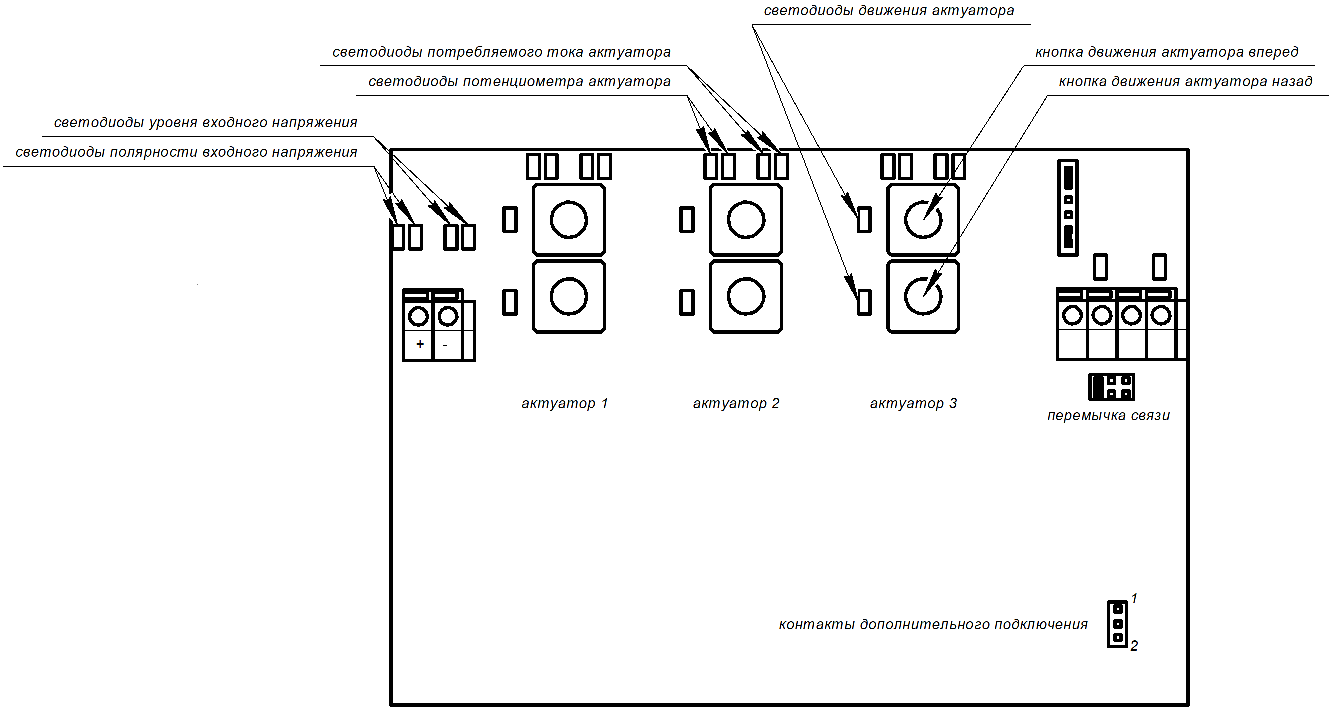 светодиоды движения актуатора
светодиоды потребляемого тока актуатора
кнопка движения актуатора вперед
светодиоды потенциометра актуатора
кнопка движения актуатора назад
светодиоды уровня входного напряжения
светодиоды полярности входного напряжения
+ -
актуатор 1
актуатор 2
актуатор 3
перемычка связи
1
контакты дополнительного подключения
2